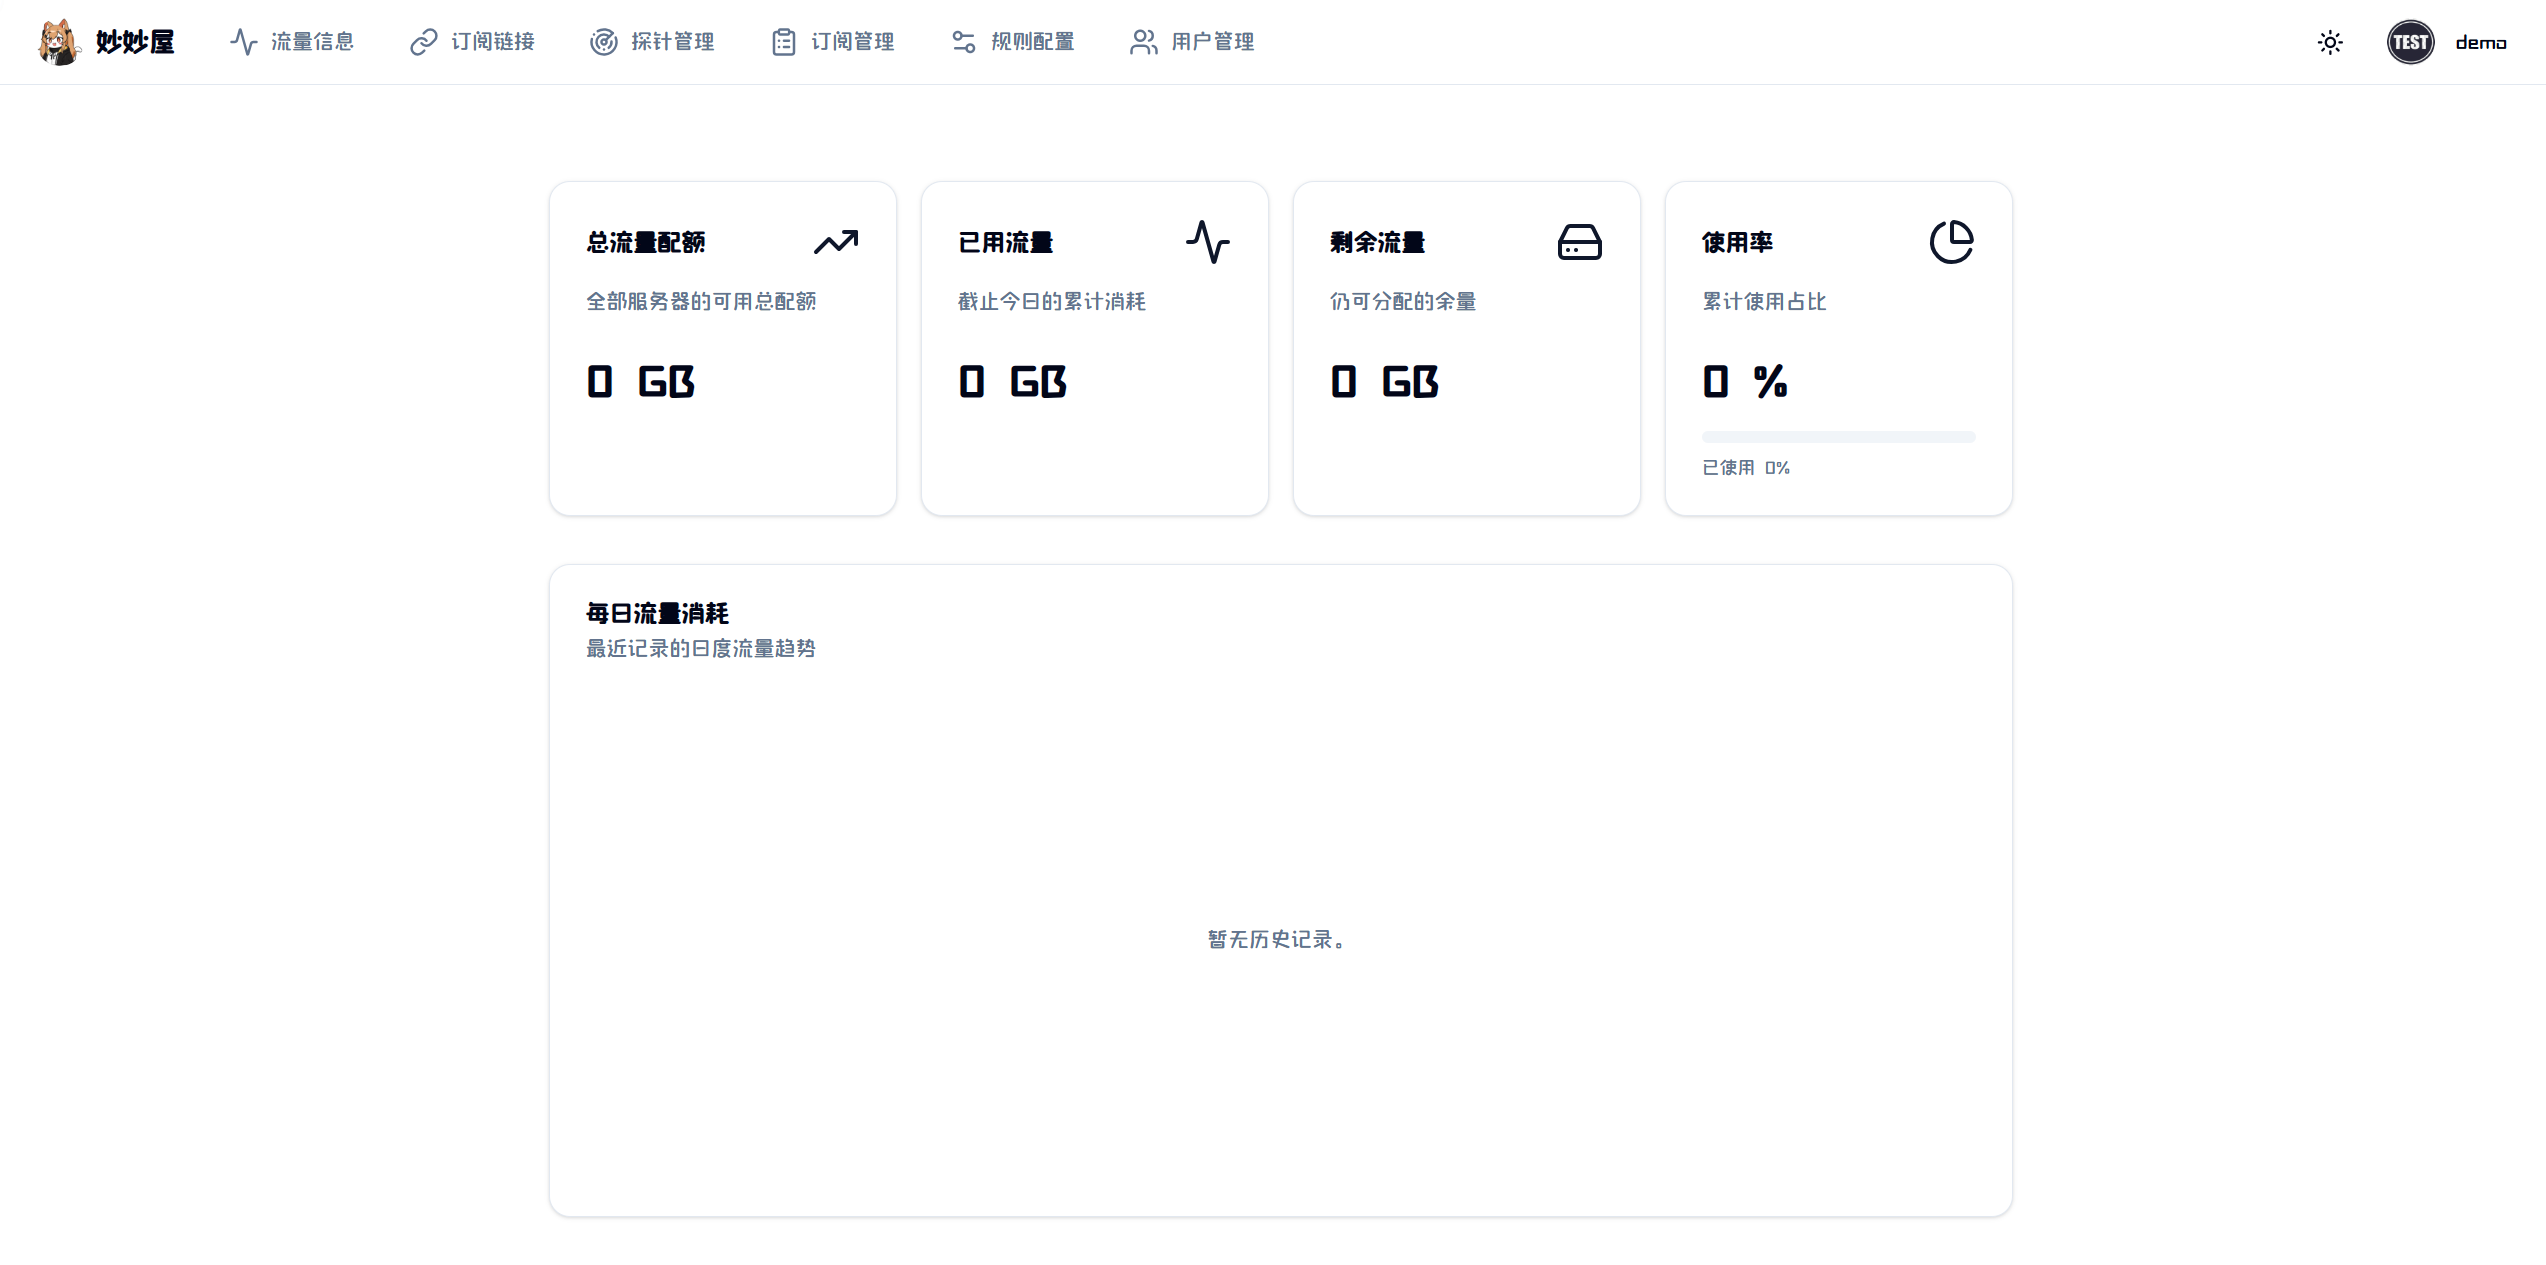 妙妙屋 流量信息 订阅链接 探针管理 订阅管理 规则配置 用户管理 TEST demo
总流量配额
全部服务器的可用总配额
0 GB
已用流量
截止今日的累计消耗
0 GB
剩余流量
仍可分配的余量
0 GB
使用率
累计使用占比
0 %
已使用 0%
每日流量消耗
最近记录的日度流量趋势
暂无历史记录。